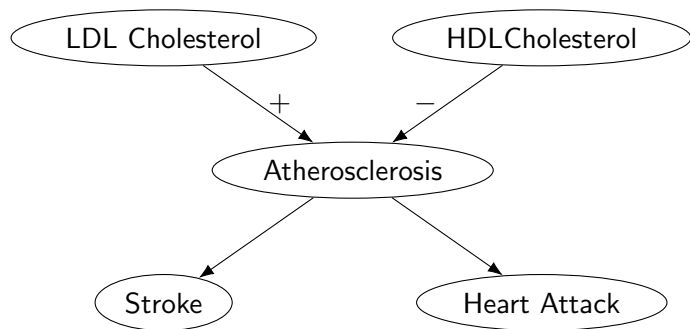 LDL Cholesterol
HDLCholesterol
+
−
Atherosclerosis
Stroke
Heart Attack